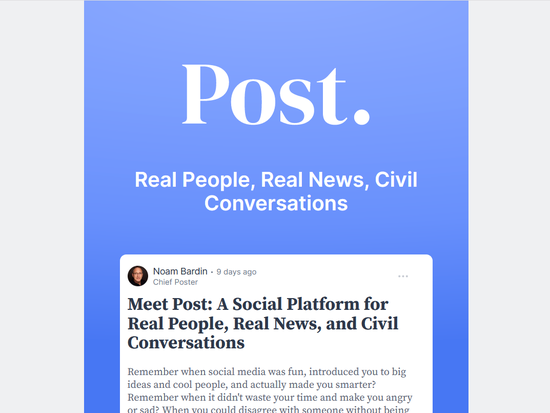 Post.
Real People, Real News, Civil
Conversations
Noam Bardin • 9 days ago
Chief Poster
Meet Post: A Social Platform for
Real People, Real News, and Civil
Conversations
Remember when social media was fun, introduced you to big
ideas and cool people, and actually made you smarter?
Remember when it didn't waste your time and make you angry
or sad? When you could disagree with someone without being